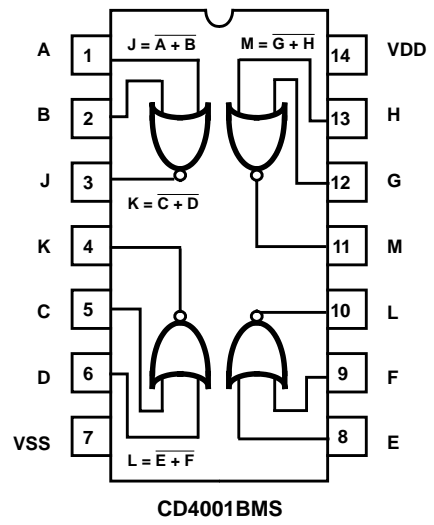 J = A + B M = G + H
A 1 14 VDD
B 2 13 H
J 3 12 G
K = C + D
K 4 11 M
C 5 10 L
D 6 9 F
VSS 7 8 E
L = E + F
CD4001BMS